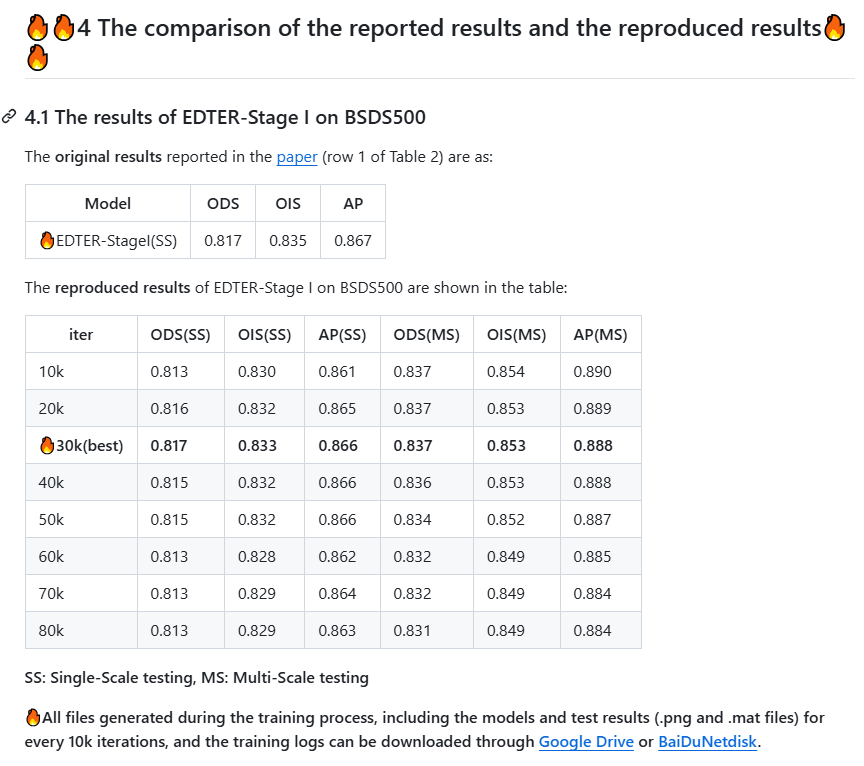 🔥🔥4 The comparison of the reported results and the reproduced results🔥
🔥
4.1 The results of EDTER-Stage I on BSDS500
The original results reported in the paper (row 1 of Table 2) are as:
Model ODS OIS AP
🔥EDTER-StageI(SS) 0.817 0.835 0.867
The reproduced results of EDTER-Stage I on BSDS500 are shown in the table:
iter ODS(SS) OIS(SS) AP(SS) ODS(MS) OIS(MS) AP(MS)
10k 0.813 0.830 0.861 0.837 0.854 0.890
20k 0.816 0.832 0.865 0.837 0.853 0.889
🔥30k(best) 0.817 0.833 0.866 0.837 0.853 0.888
40k 0.815 0.832 0.866 0.836 0.853 0.888
50k 0.815 0.832 0.866 0.834 0.852 0.887
60k 0.813 0.828 0.862 0.832 0.849 0.885
70k 0.813 0.829 0.864 0.832 0.849 0.884
80k 0.813 0.829 0.863 0.831 0.849 0.884
SS: Single-Scale testing, MS: Multi-Scale testing
🔥All files generated during the training process, including the models and test results (.png and .mat files) for
every 10k iterations, and the training logs can be downloaded through Google Drive or BaiDuNetdisk.